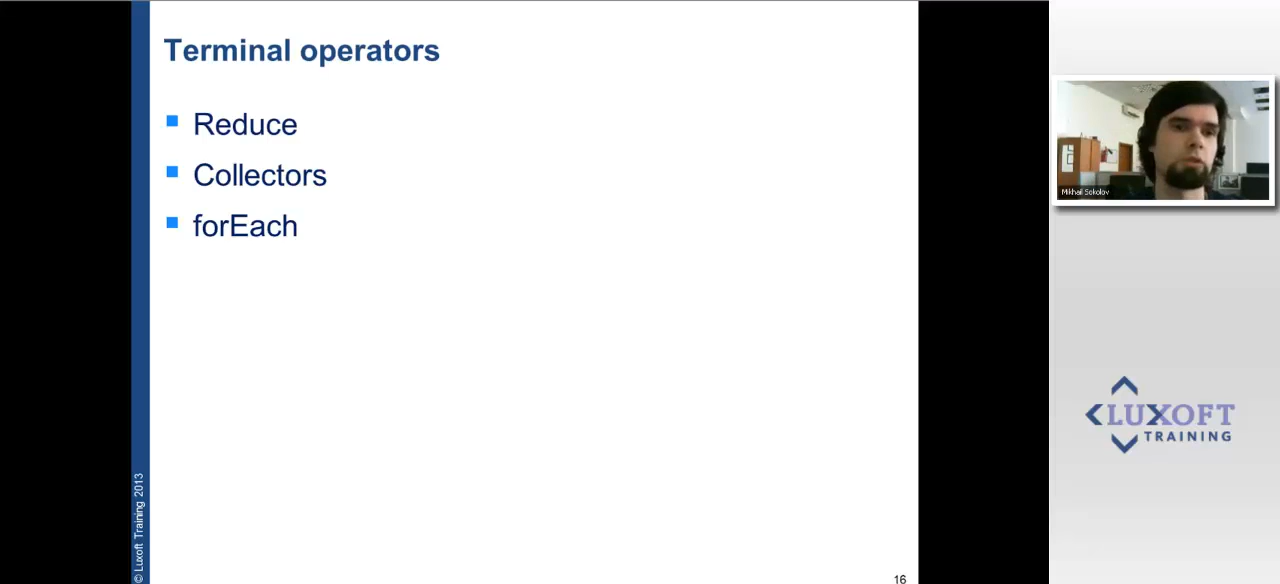 Terminal operators
Reduce
Collectors
forEach
© Luxoft Training 2013
16
Mikhail Sokolov
LUXOFT
TRAINING